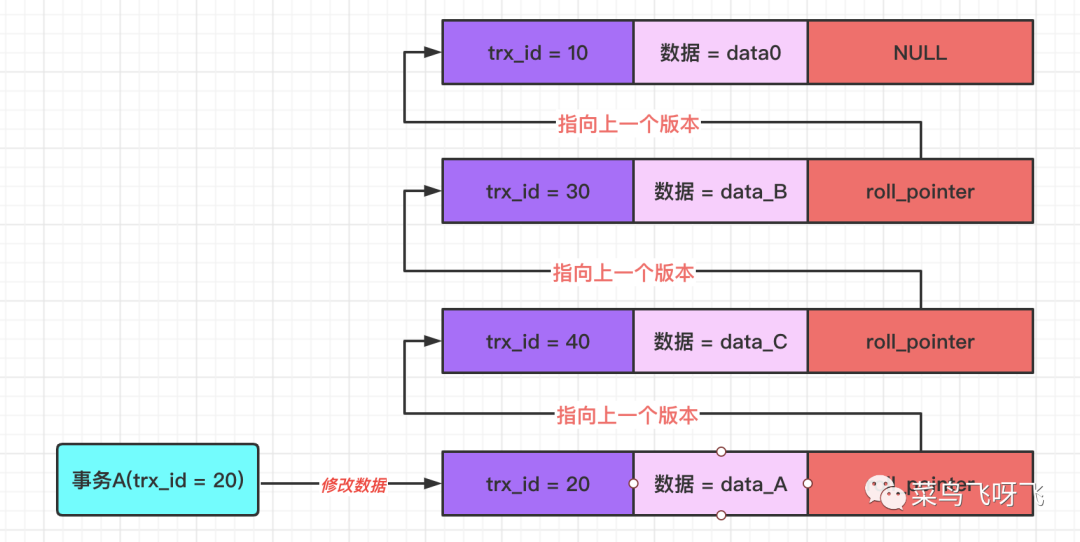 trx_id = 10 数据 = data0 NULL
指向上一个版本
trx_id = 30 数据 = data_B roll_pointer
指向上一个版本
trx_id = 40 数据 = data_C roll_pointer
指向上一个版本
事务A(trx_id = 20) 修改数据 trx_id = 20 数据 = data_A roll_pointer
菜鸟飞呀飞